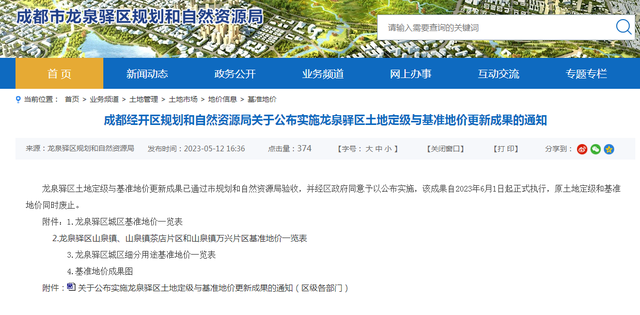 成都市龙泉驿区规划和自然资源局
请输入需要查询的关键词
首 页 新闻动态 政务公开 业务频道 网上办事 互动交流 专题专栏
当前位置： 首页 > 业务频道 > 土地管理 > 土地市场 > 地价信息 > 基准地价
成都经开区规划和自然资源局关于公布实施龙泉驿区土地定级与基准地价更新成果的通知
来源：龙泉驿区规划和自然资源局 发布时间：2023-05-12 16:36 点击量：374 【字号： 大 中 小 】 【关闭窗口】 【打 印】 分享到：
龙泉驿区土地定级与基准地价更新成果已通过市规划和自然资源局验收，并经区政府同意予以公布实施，该成果自2023年6月1日起正式执行，原土地定级和基准
地价同时废止。
附件：1.龙泉驿区城区基准地价一览表
2.龙泉驿区山泉镇、山泉镇茶店片区和山泉镇万兴片区基准地价一览表
3.龙泉驿区城区细分用途基准地价一览表
4.基准地价成果图
附件： 关于公布实施龙泉驿区土地定级与基准地价更新成果的通知（区级各部门）